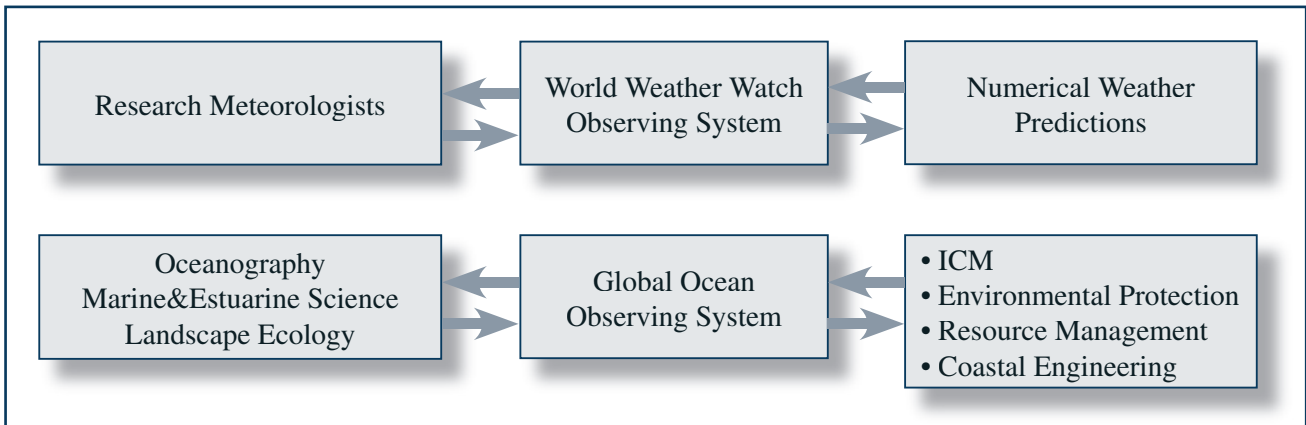 Research Meteorologists
World Weather Watch
Observing System
Numerical Weather
Predictions
Oceanography
Marine&Estuarine Science
Landscape Ecology
Global Ocean
Observing System
• ICM
• Environmental Protection
• Resource Management
• Coastal Engineering